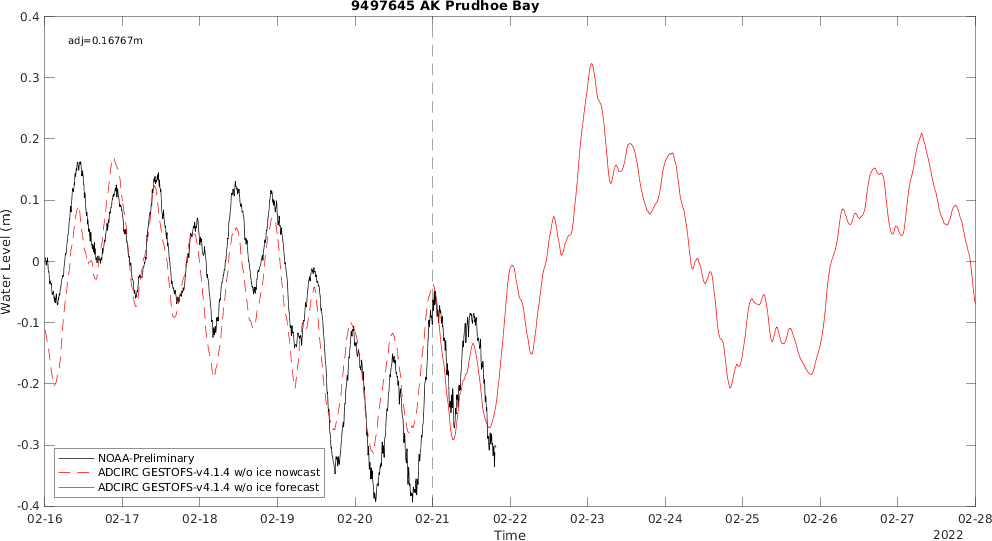 9497645 AK Prudhoe Bay
adj=0.16767m
0.4
0.3
0.2
0.1
0
-0.1
-0.2
-0.3
-0.4
Water Level (m)
NOAA-Preliminary
ADCIRC GESTOFS-v4.1.4 w/o ice nowcast
ADCIRC GESTOFS-v4.1.4 w/o ice forecast
02-16 02-17 02-18 02-19 02-20 02-21 02-22 02-23 02-24 02-25 02-26 02-27 02-28
Time
2022